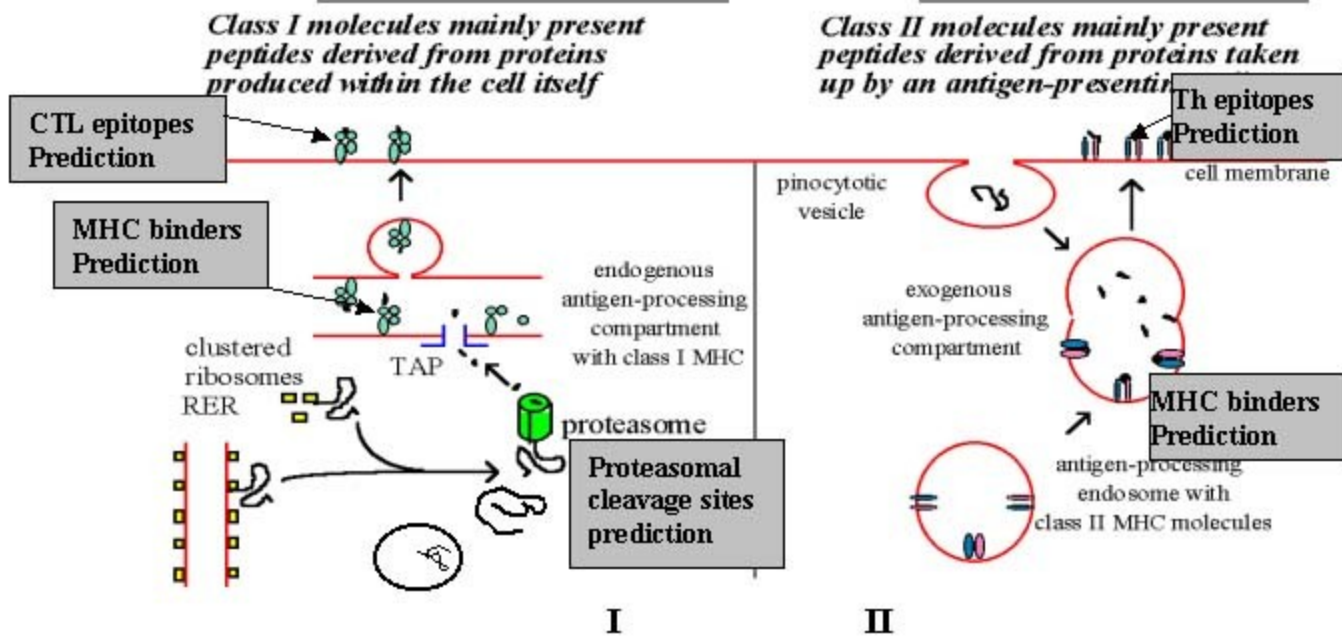 Class I molecules mainly present
peptides derived from proteins
produced within the cell itself
CTL epitopes
Prediction
MHC binders
Prediction
endogenous
antigen-processing
compartment
with class I MHC
TAP
clustered
ribosomes
RER
proteasome
Proteasomal
cleavage sites
prediction
I
Class II molecules mainly present
peptides derived from proteins taken
up by an antigen-presenting
Th epitopes
Prediction
cell membrane
pinocytotic
vesicle
exogenous
antigen-processing
compartment
MHC binders
Prediction
antigen-processing
endosome with
class II MHC molecules
II